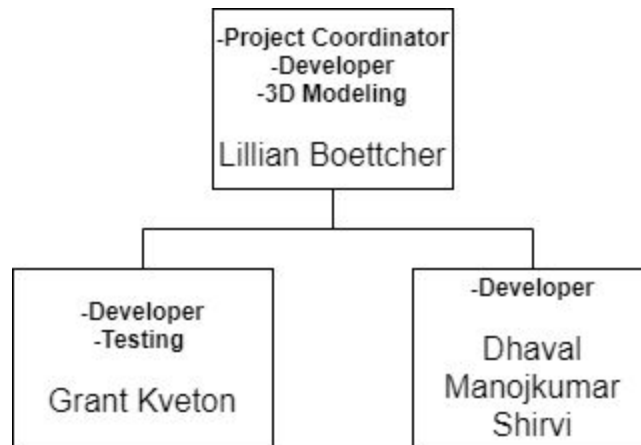 -Project Coordinator
-Developer
-3D Modeling
Lillian Boettcher
-Developer
-Testing
Grant Kveton
-Developer
Dhaval
Manojkumar
Shirvi